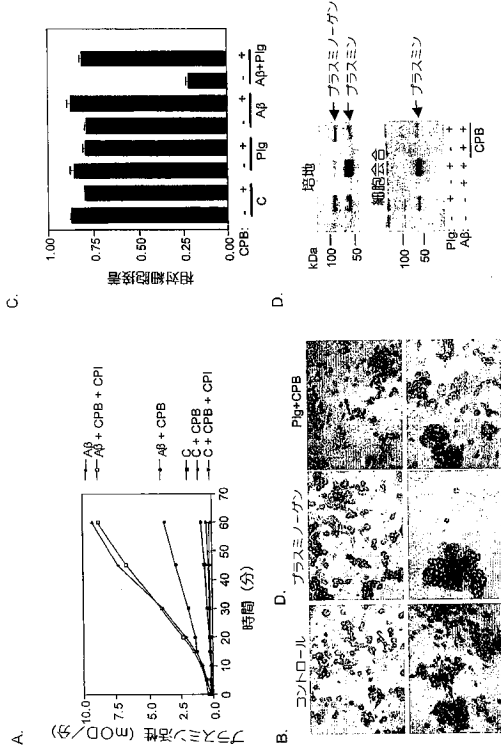 A.
プラスミン活性 (mOD/分)
10.0
7.5
5.0
2.5
0.0
0 10 20 30 40 50 60 70
時間 (分)
Aβ
Aβ + CPB + CPI
Aβ + CPB
C
C + CPB
C + CPB + CPI
C.
相対細胞接着
1.00
0.75
0.50
0.25
0.00
CPB: - + - + - + - +
C Plg Aβ Aβ+Plg
B.
コントロール
D.
プラスミノーゲン
Plg+CPB
D.
培地
kDa
100
50
プラスミノーゲン
プラスミン
細胞会合
100
50
プラスミン
Plg:
Aβ:
CPB